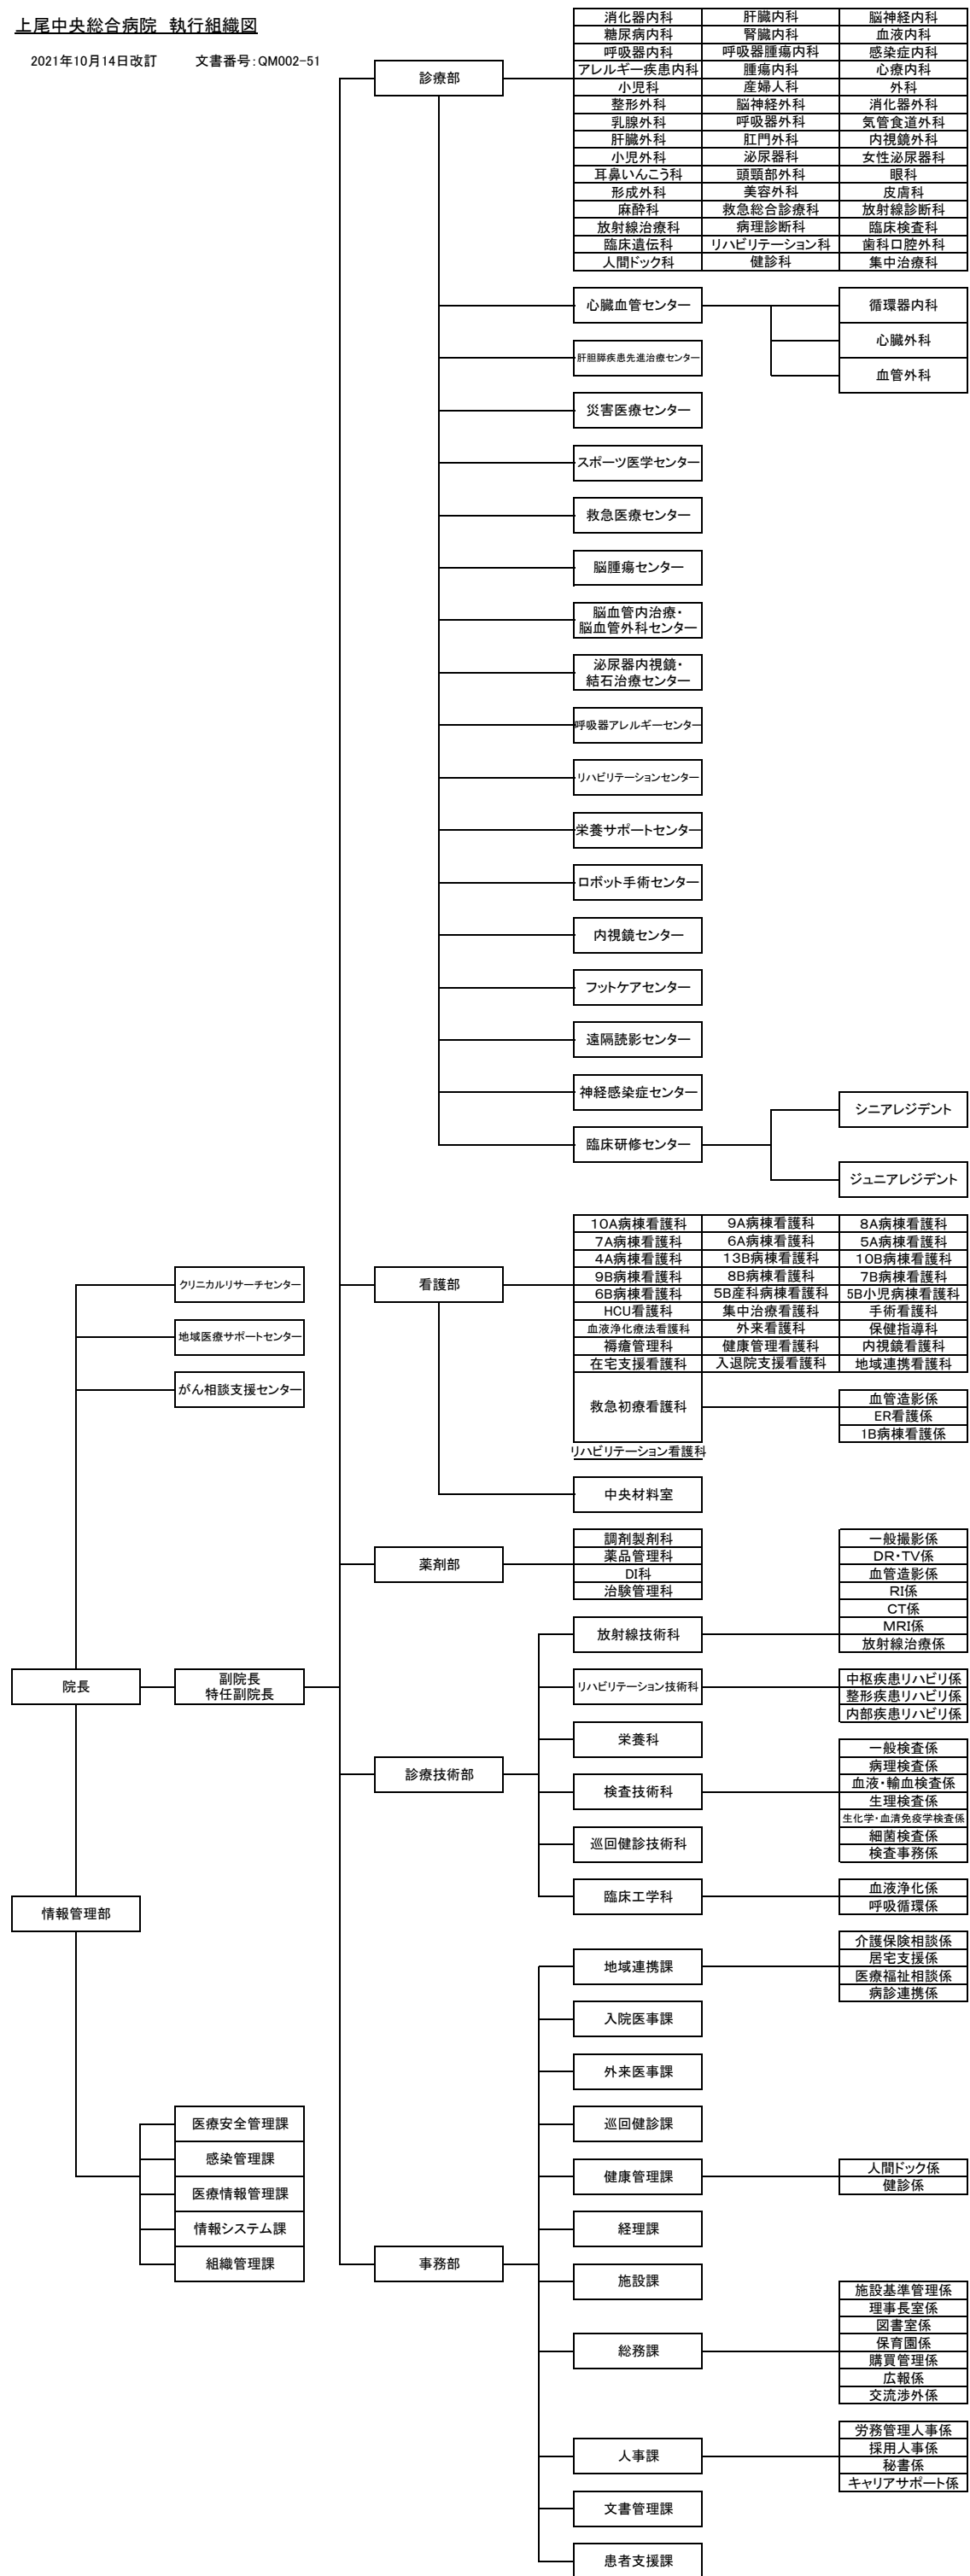 上尾中央総合病院 執行組織図
2021年10月14日改訂 文書番号:QM002-51
診療部
消化器内科 肝臓内科 脳神経内科
糖尿病内科 腎臓内科 血液内科
呼吸器内科 呼吸器腫瘍内科 感染症内科
アレルギー疾患内科 腫瘍内科 心療内科
小児科 産婦人科 外科
整形外科 脳神経外科 消化器外科
乳腺外科 呼吸器外科 気管食道外科
肝臓外科 肛門外科 内視鏡外科
小児外科 泌尿器科 女性泌尿器科
耳鼻いんこう科 頭頸部外科 眼科
形成外科 美容外科 皮膚科
麻酔科 救急総合診療科 放射線診断科
放射線治療科 病理診断科 臨床検査科
臨床遺伝科 リハビリテーション科 歯科口腔外科
人間ドック科 健診科 集中治療科
心臓血管センター
循環器内科
心臓外科
血管外科
肝胆膵疾患先進治療センター
災害医療センター
スポーツ医学センター
救急医療センター
脳腫瘍センター
脳血管内治療・
脳血管外科センター
泌尿器内視鏡・
結石治療センター
呼吸器アレルギーセンター
リハビリテーションセンター
栄養サポートセンター
ロボット手術センター
内視鏡センター
フットケアセンター
遠隔読影センター
神経感染症センター
臨床研修センター
シニアレジデント
ジュニアレジデント
クリニカルリサーチセンター
地域医療サポートセンター
がん相談支援センター
看護部
10A病棟看護科 9A病棟看護科 8A病棟看護科
7A病棟看護科 6A病棟看護科 5A病棟看護科
4A病棟看護科 13B病棟看護科 10B病棟看護科
9B病棟看護科 8B病棟看護科 7B病棟看護科
6B病棟看護科 5B産科病棟看護科 5B小児病棟看護科
HCU看護科 集中治療看護科 手術看護科
血液浄化療法看護科 外来看護科 保健指導科
褥瘡管理科 健康管理看護科 内視鏡看護科
在宅支援看護科 入退院支援看護科 地域連携看護科
救急初療看護科
血管造影係
ER看護係
1B病棟看護係
リハビリテーション看護科
中央材料室
薬剤部
調剤製剤科
薬品管理科
DI科
治験管理科
院長
副院長
特任副院長
診療技術部
放射線技術科
一般撮影係
DR・TV係
血管造影係
RI係
CT係
MRI係
放射線治療係
リハビリテーション技術科
中枢疾患リハビリ係
整形疾患リハビリ係
内部疾患リハビリ係
栄養科
検査技術科
一般検査係
病理検査係
血液・輸血検査係
生理検査係
生化学・血清免疫学検査係
細菌検査係
検査事務係
巡回健診技術科
臨床工学科
血液浄化係
呼吸循環係
情報管理部
医療安全管理課
感染管理課
医療情報管理課
情報システム課
組織管理課
事務部
地域連携課
介護保険相談係
居宅支援係
医療福祉相談係
病診連携係
入院医事課
外来医事課
巡回健診課
健康管理課
人間ドック係
健診係
経理課
施設課
総務課
施設基準管理係
理事長室係
図書室係
保育園係
購買管理係
広報係
交流渉外係
人事課
労務管理人事係
採用人事係
秘書係
キャリアサポート係
文書管理課
患者支援課